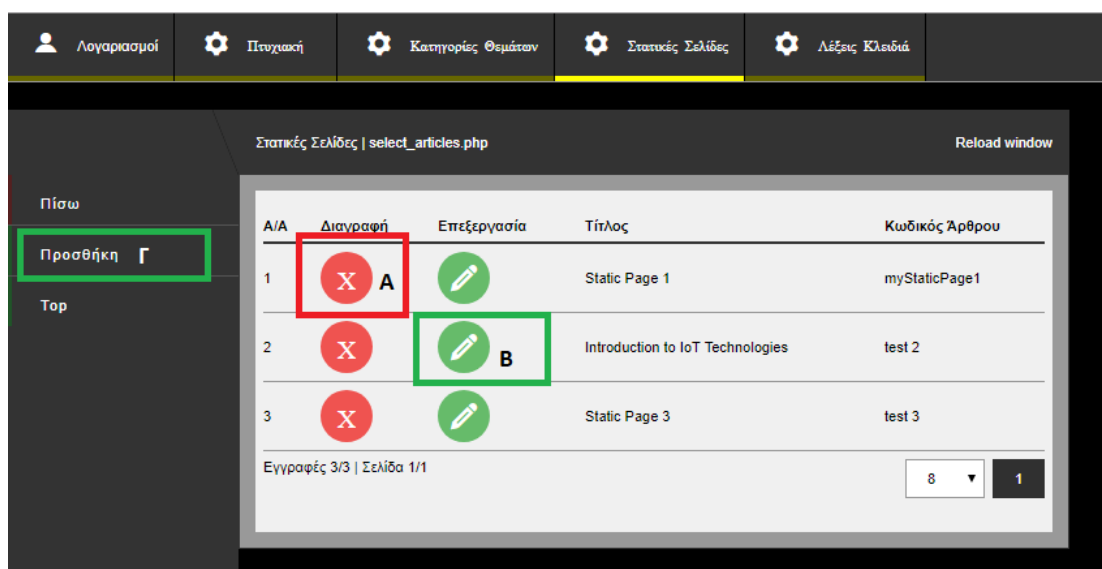 Λογαριασμοί Πτυχιακή Κατηγορίες Θεμάτων Στατικές Σελίδες Λέξεις Κλειδιά
Στατικές Σελίδες | select_articles.php Reload window
Πίσω
Προσθήκη Γ
Top
Α/Α Διαγραφή Επεξεργασία Τίτλος Κωδικός Άρθρου
1 X A Static Page 1 myStaticPage1
2 X B Introduction to IoT Technologies test 2
3 X Static Page 3 test 3
Εγγραφές 3/3 | Σελίδα 1/1
8 1